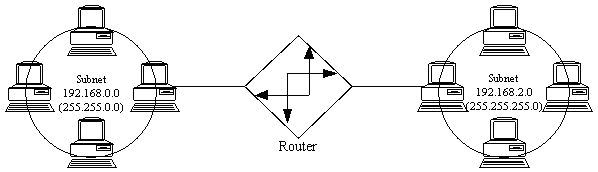 Subnet
192.168.0.0
(255.255.0.0)
Router
Subnet
192.168.2.0
(255.255.255.0)